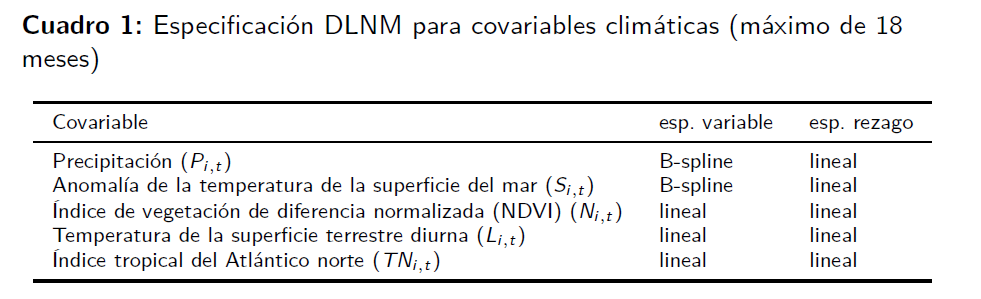 Cuadro 1: Especificación DLNM para covariables climáticas (máximo de 18
meses)
Covariable esp. variable esp. rezago
Precipitación (P_{i,t}) B-spline lineal
Anomalía de la temperatura de la superficie del mar (S_{i,t}) B-spline lineal
Índice de vegetación de diferencia normalizada (NDVI) (N_{i,t}) lineal lineal
Temperatura de la superficie terrestre diurna (L_{i,t}) lineal lineal
Índice tropical del Atlántico norte (TN_{i,t}) lineal lineal